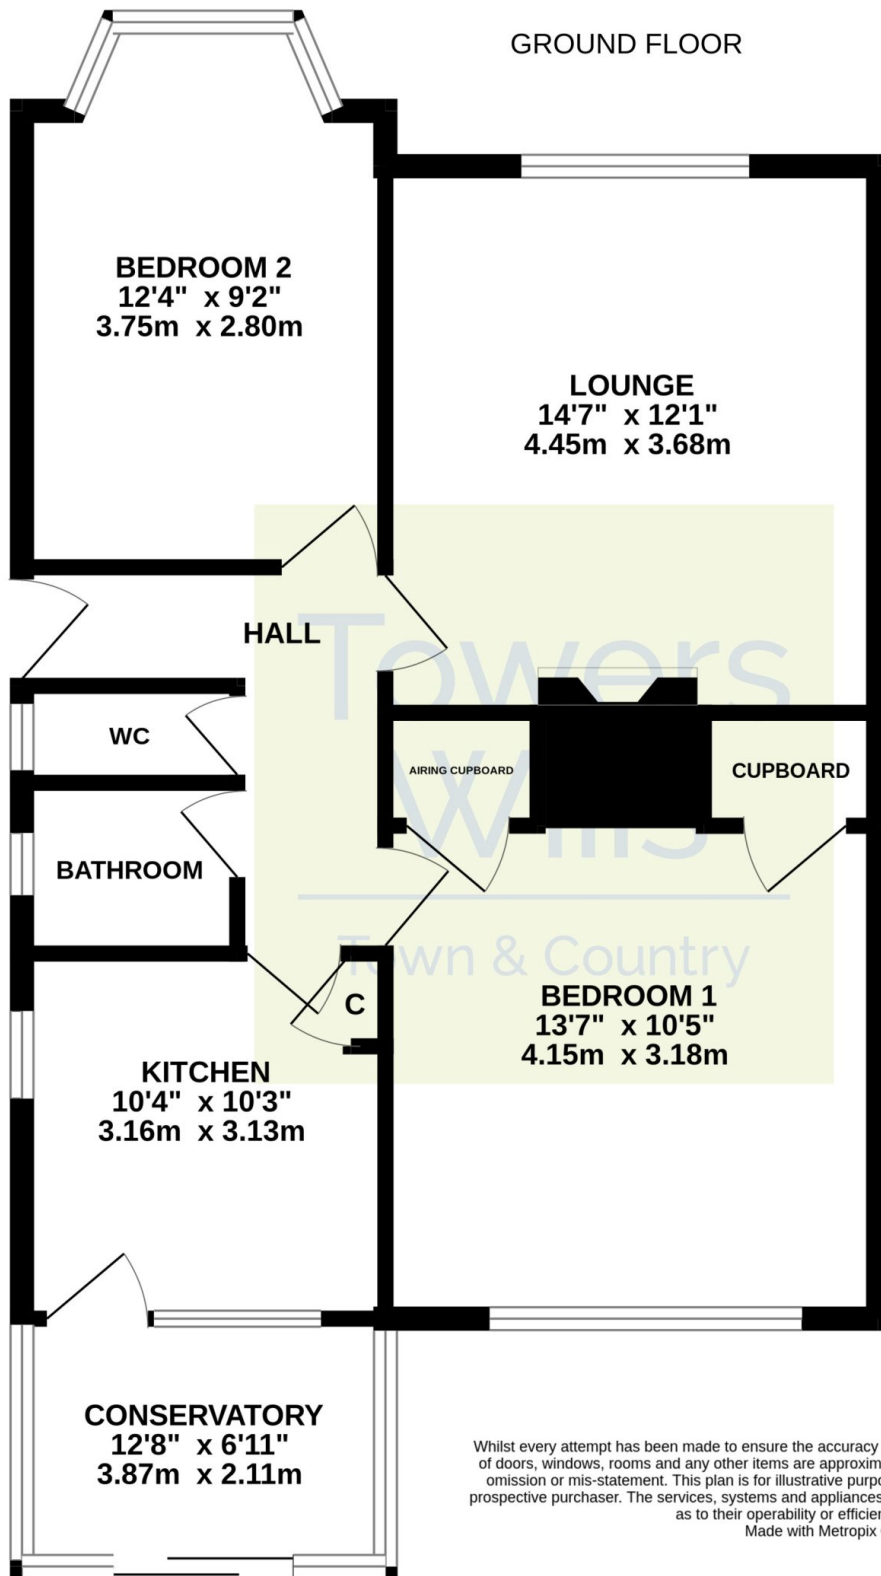 GROUND FLOOR
BEDROOM 2
12'4" x 9'2"
3.75m x 2.80m
LOUNGE
14'7" x 12'1"
4.45m x 3.68m
HALL
Towers
Wills
Town & Country
WC
AIRING CUPBOARD
CUPBOARD
BATHROOM
C
BEDROOM 1
13'7" x 10'5"
4.15m x 3.18m
KITCHEN
10'4" x 10'3"
3.16m x 3.13m
CONSERVATORY
12'8" x 6'11"
3.87m x 2.11m
Whilst every attempt has been made to ensure the accuracy
of doors, windows, rooms and any other items are approxim
omission or mis-statement. This plan is for illustrative purpo
prospective purchaser. The services, systems and appliances
as to their operability or efficien
Made with Metropix